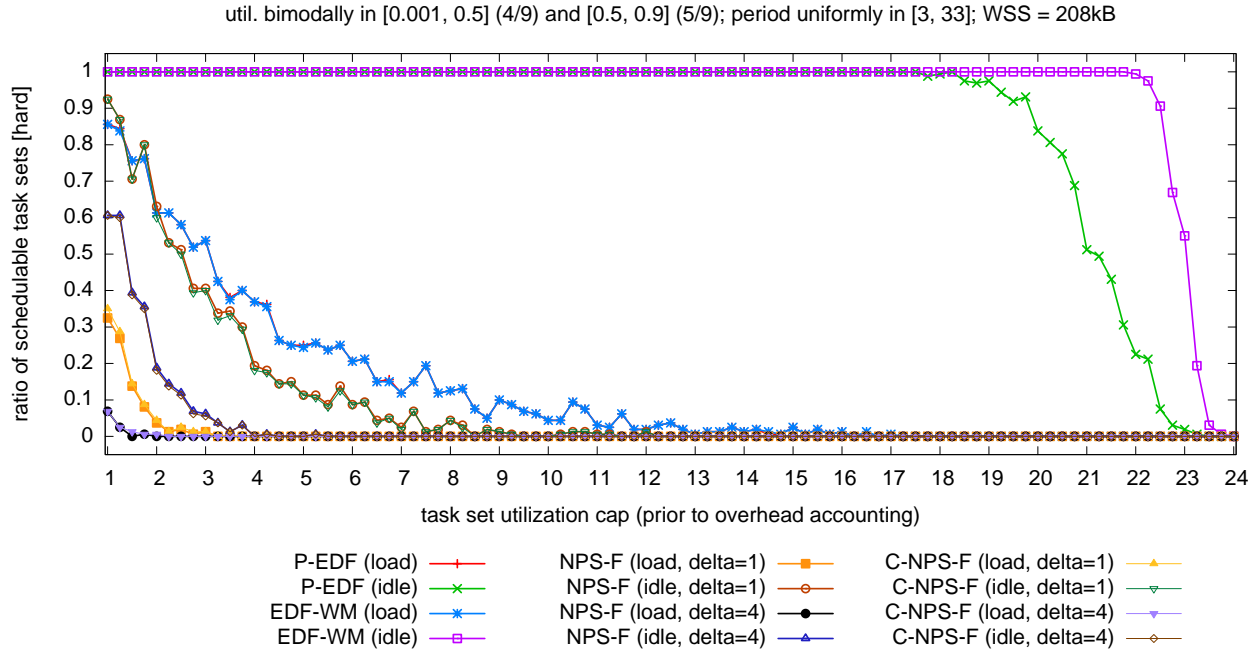 util. bimodally in [0.001, 0.5] (4/9) and [0.5, 0.9] (5/9); period uniformly in [3, 33]; WSS = 208kB
ratio of schedulable task sets [hard]
1
0.9
0.8
0.7
0.6
0.5
0.4
0.3
0.2
0.1
0
1 2 3 4 5 6 7 8 9 10 11 12 13 14 15 16 17 18 19 20 21 22 23 24
task set utilization cap (prior to overhead accounting)
P-EDF (load) NPS-F (load, delta=1) C-NPS-F (load, delta=1)
P-EDF (idle) NPS-F (idle, delta=1) C-NPS-F (idle, delta=1)
EDF-WM (load) NPS-F (load, delta=4) C-NPS-F (load, delta=4)
EDF-WM (idle) NPS-F (idle, delta=4) C-NPS-F (idle, delta=4)